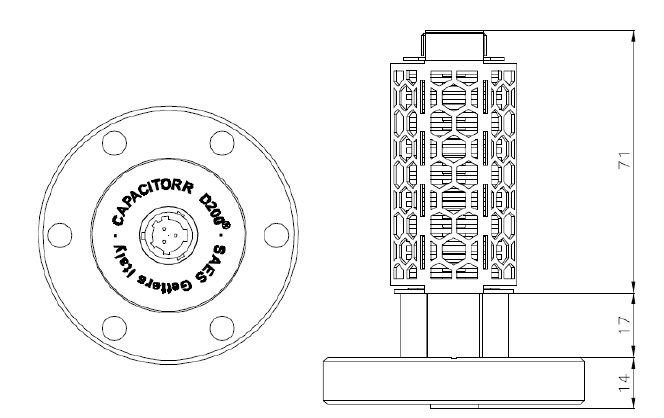 CAPACITORR D200® · SAES Getters Italy ·
71
17
14